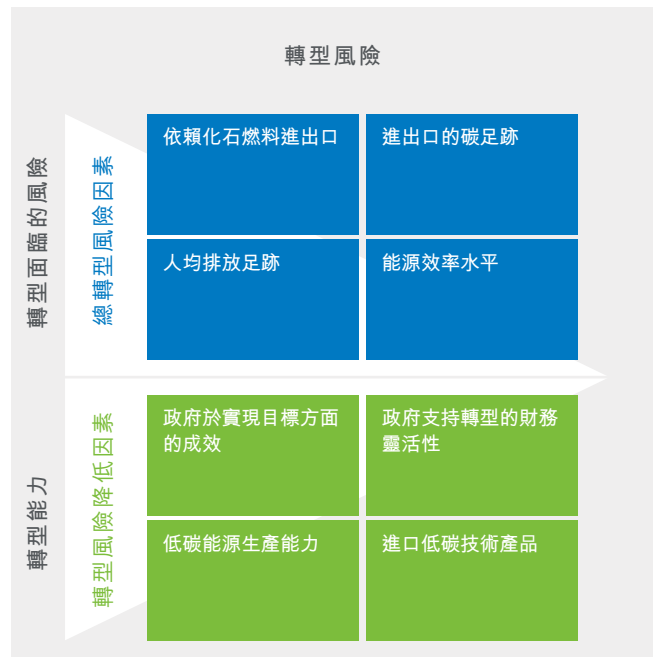 轉型風險
轉型面臨的風險
總轉型風險因素
依賴化石燃料進出口
進出口的碳足跡
人均排放足跡
能源效率水平
轉型能力
轉型風險降低因素
政府於實現目標方面
的成效
政府支持轉型的財務
靈活性
低碳能源生產能力
進口低碳技術產品